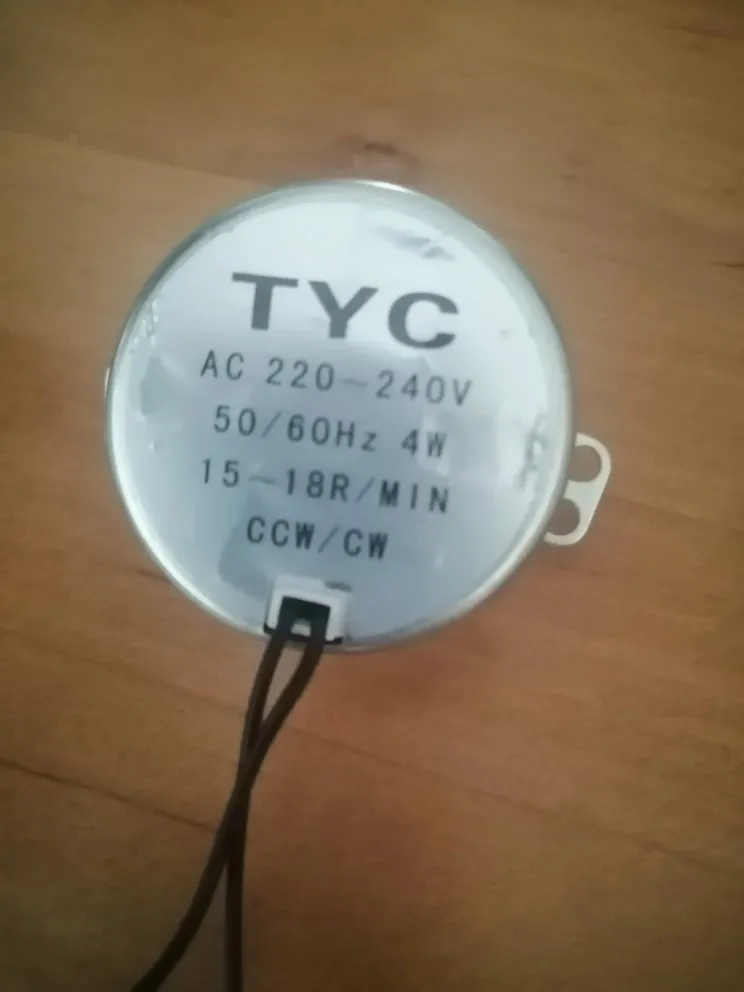 TYC
AC 220~240V
50/60Hz 4W
15~18R/MIN
CCW/CW